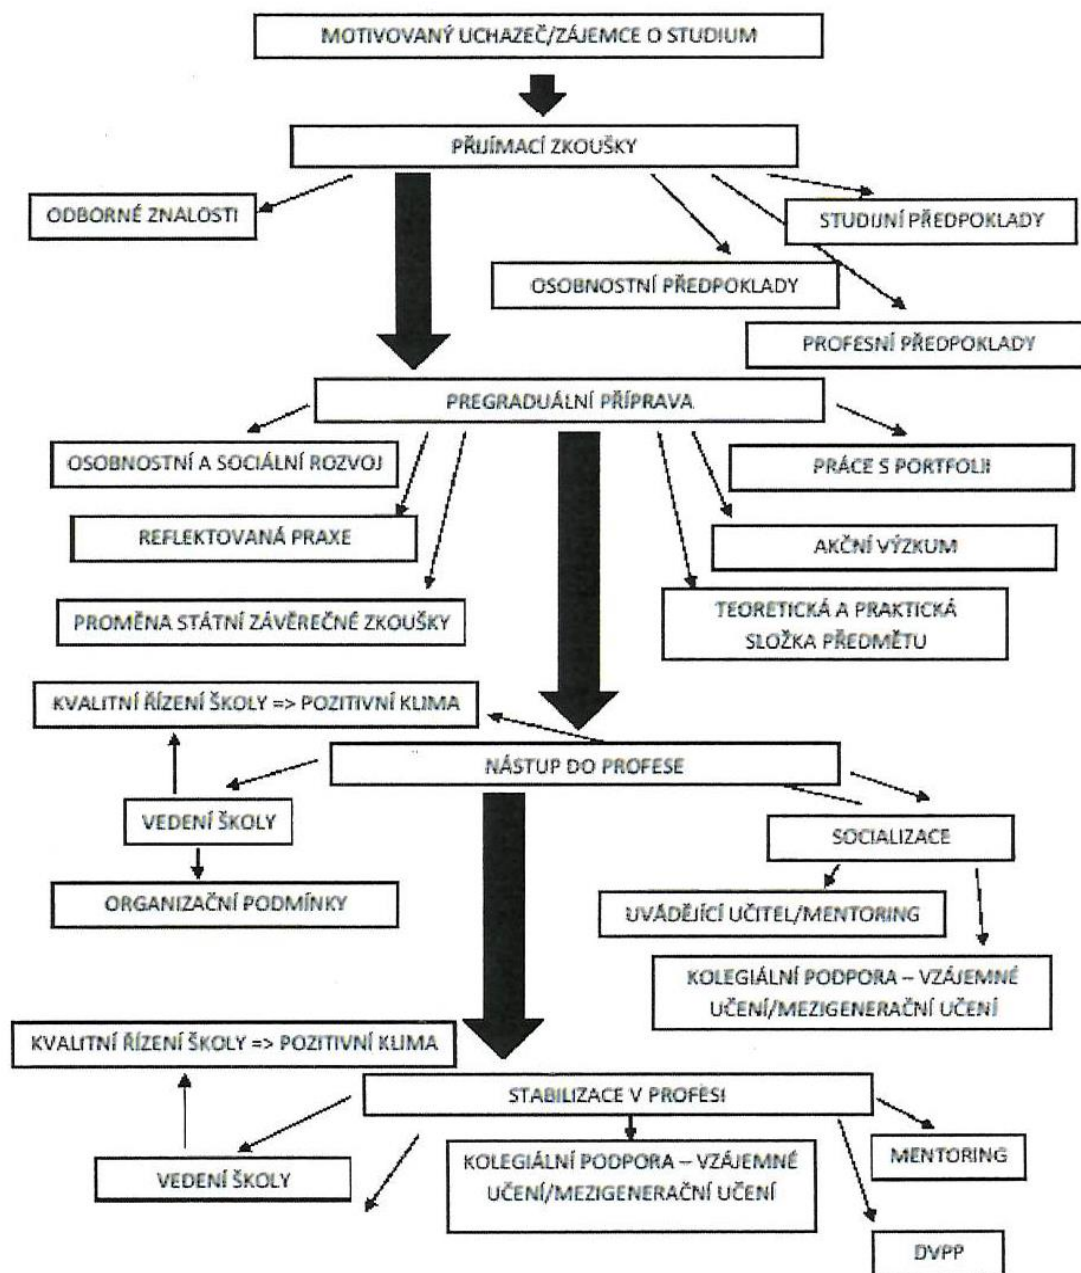 MOTIVOVANÝ UCHAZEČ/ZÁJEMCE O STUDIUM
PŘIJÍMACÍ ZKOUŠKY
ODBORNÉ ZNALOSTI
STUDIJNÍ PŘEDPOKLADY
OSOBNOSTNÍ PŘEDPOKLADY
PROFESNÍ PŘEDPOKLADY
PREGRADUÁLNÍ PŘÍPRAVA
OSOBNOSTNÍ A SOCIÁLNÍ ROZVOJ
PRÁCE S PORTFOLII
REFLEKTOVANÁ PRAXE
AKČNÍ VÝZKUM
PROMĚNA STÁTNÍ ZÁVĚREČNÉ ZKOUŠKY
TEORETICKÁ A PRAKTICKÁ
SLOŽKA PŘEDMĚTU
KVALITNÍ ŘÍZENÍ ŠKOLY => POZITIVNÍ KLIMA
NÁSTUP DO PROFESE
VEDENÍ ŠKOLY
SOCIALIZACE
ORGANIZAČNÍ PODMÍNKY
UVÁDĚJÍCÍ UČITEL/MENTORING
KOLEGIÁLNÍ PODPORA – VZÁJEMNÉ
UČENÍ/MEZIGENERAČNÍ UČENÍ
KVALITNÍ ŘÍZENÍ ŠKOLY => POZITIVNÍ KLIMA
STABILIZACE V PROFESI
VEDENÍ ŠKOLY
KOLEGIÁLNÍ PODPORA – VZÁJEMNÉ
UČENÍ/MEZIGENERAČNÍ UČENÍ
MENTORING
DVPP